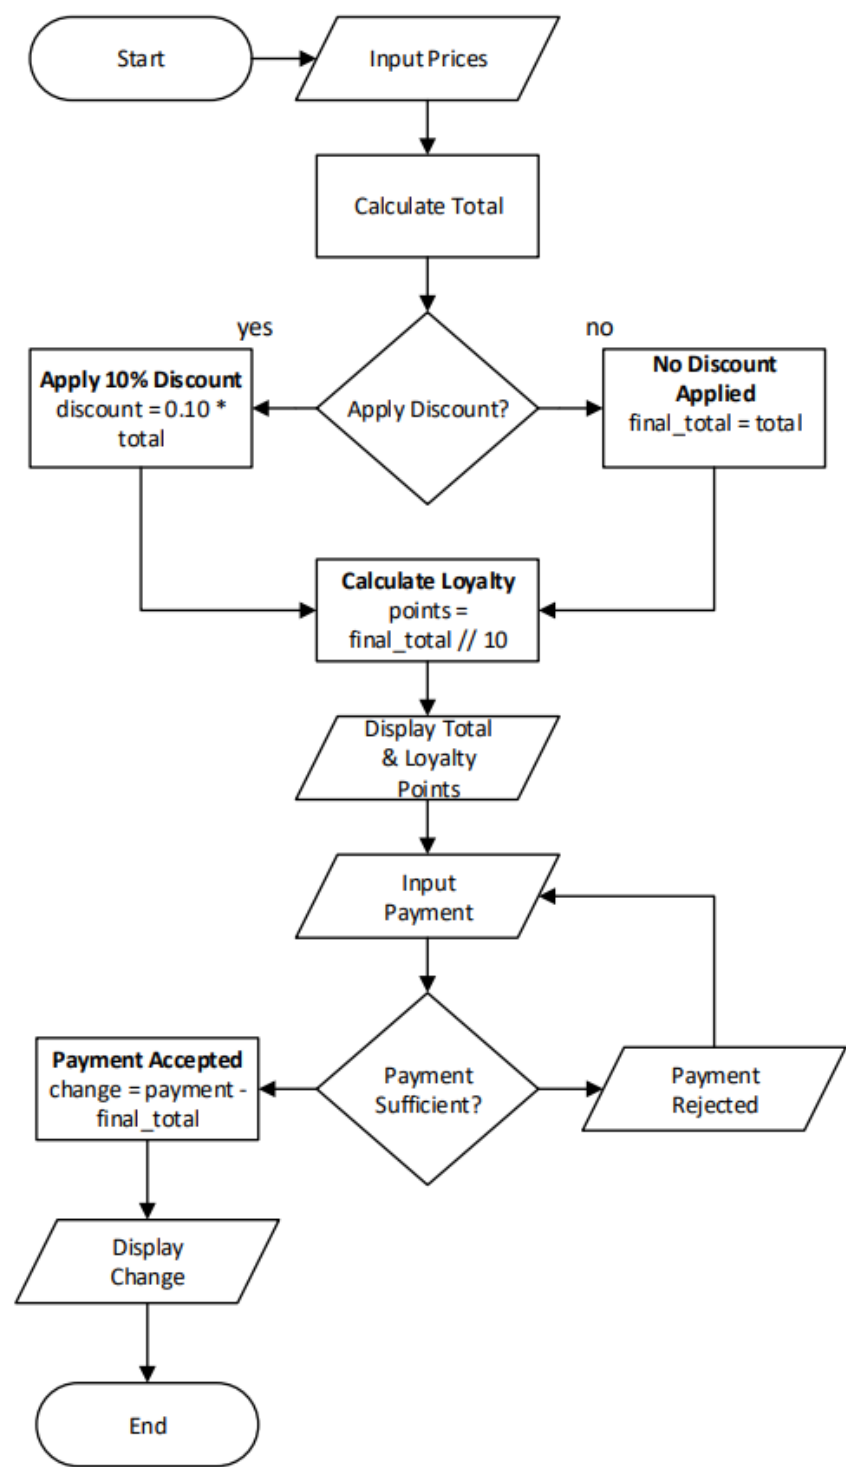 Start
Input Prices
Calculate Total
yes
no
Apply 10% Discount
discount = 0.10 *
total
Apply Discount?
No Discount
Applied
final_total = total
Calculate Loyalty
points =
final_total // 10
Display Total
& Loyalty
Points
Input
Payment
Payment Accepted
change = payment -
final_total
Payment
Sufficient?
Payment
Rejected
Display
Change
End